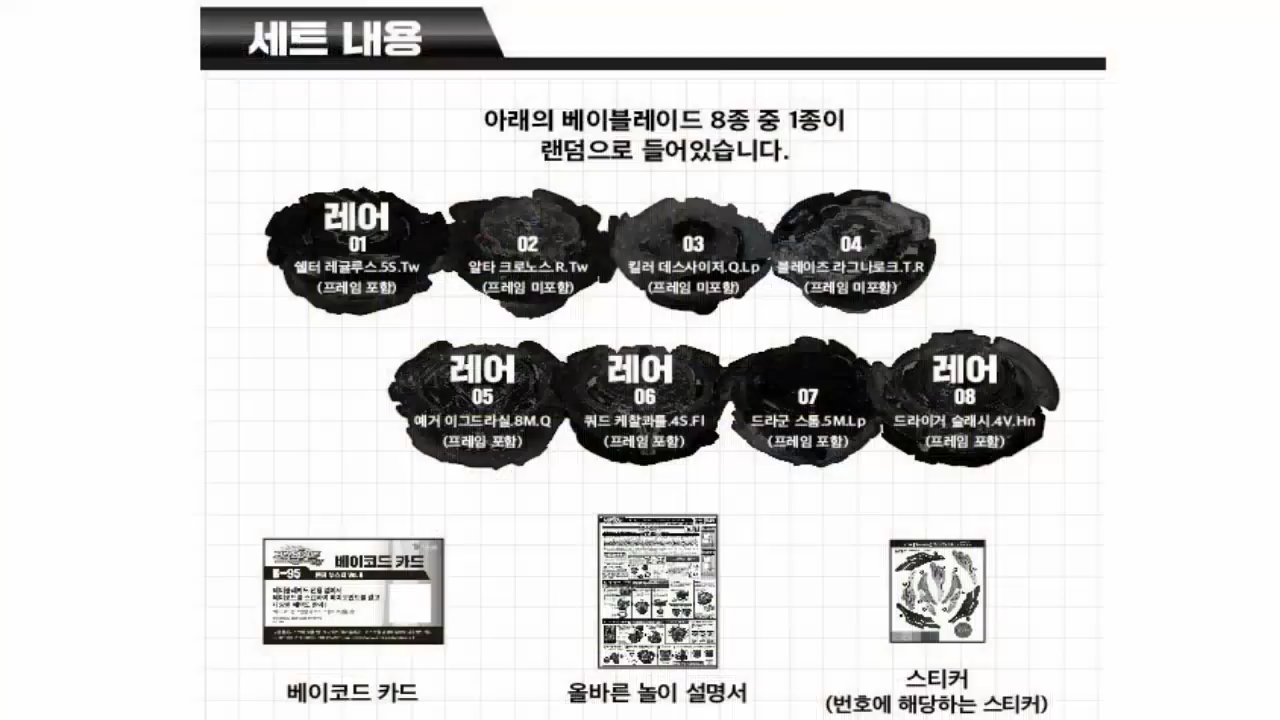 세트 내용
아래의 베이블레이드 8종 중 1종이
랜덤으로 들어있습니다.
레어
01
쉘터 레귤루스.5S.Tw
(프레임 포함)
02
알타 크로노스.R.Tw
(프레임 미포함)
03
킬러 데스사이저.Q.Lp
(프레임 미포함)
04
블레이즈 라그나로크.T.R
(프레임 미포함)
레어
05
예거 이그드라실.8M.Q
(프레임 포함)
레어
06
쿼드 케찰콰틀.4S.Fl
(프레임 포함)
07
드라군 스톰.5M.Lp
(프레임 포함)
레어
08
드라이거 슬래시.4V.Hn
(프레임 포함)
베이코드 카드
B-95
베이코드 카드
올바른 놀이 설명서
스티커
(번호에 해당하는 스티커)